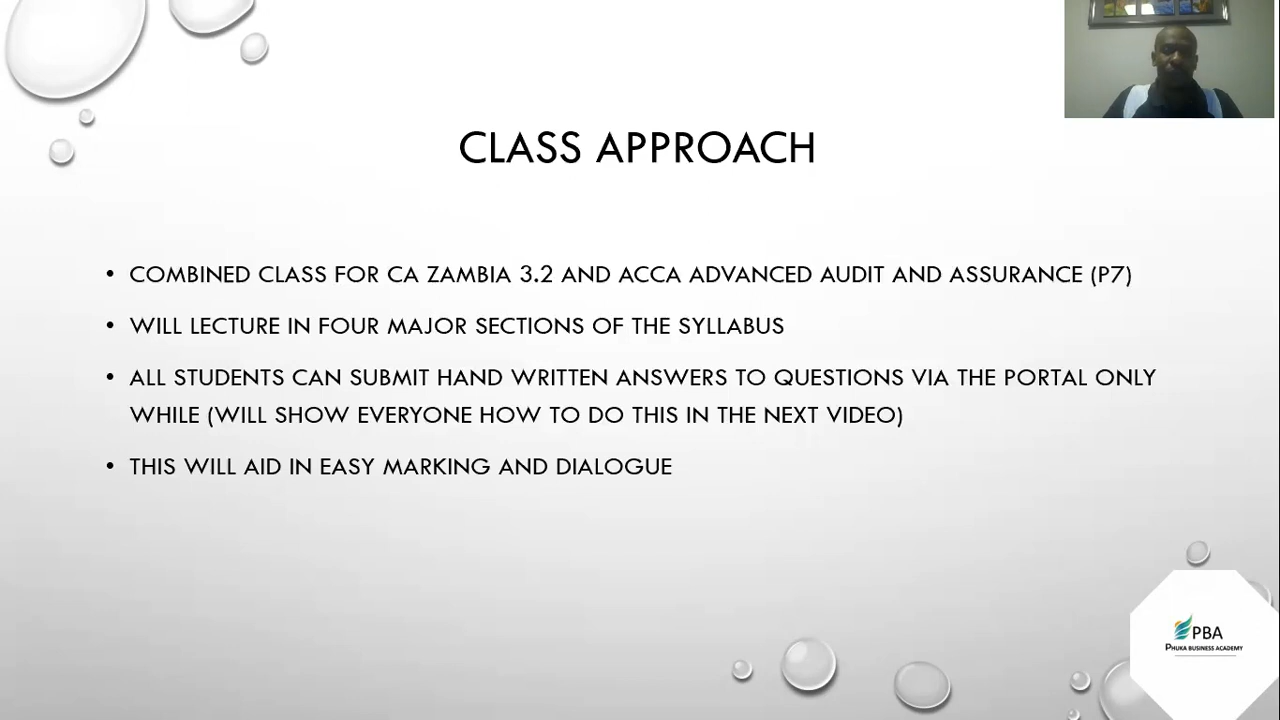 CLASS APPROACH
• COMBINED CLASS FOR CA ZAMBIA 3.2 AND ACCA ADVANCED AUDIT AND ASSURANCE (P7)
• WILL LECTURE IN FOUR MAJOR SECTIONS OF THE SYLLABUS
• ALL STUDENTS CAN SUBMIT HAND WRITTEN ANSWERS TO QUESTIONS VIA THE PORTAL ONLY
WHILE (WILL SHOW EVERYONE HOW TO DO THIS IN THE NEXT VIDEO)
• THIS WILL AID IN EASY MARKING AND DIALOGUE
PBA
PHUKA BUSINESS ACADEMY